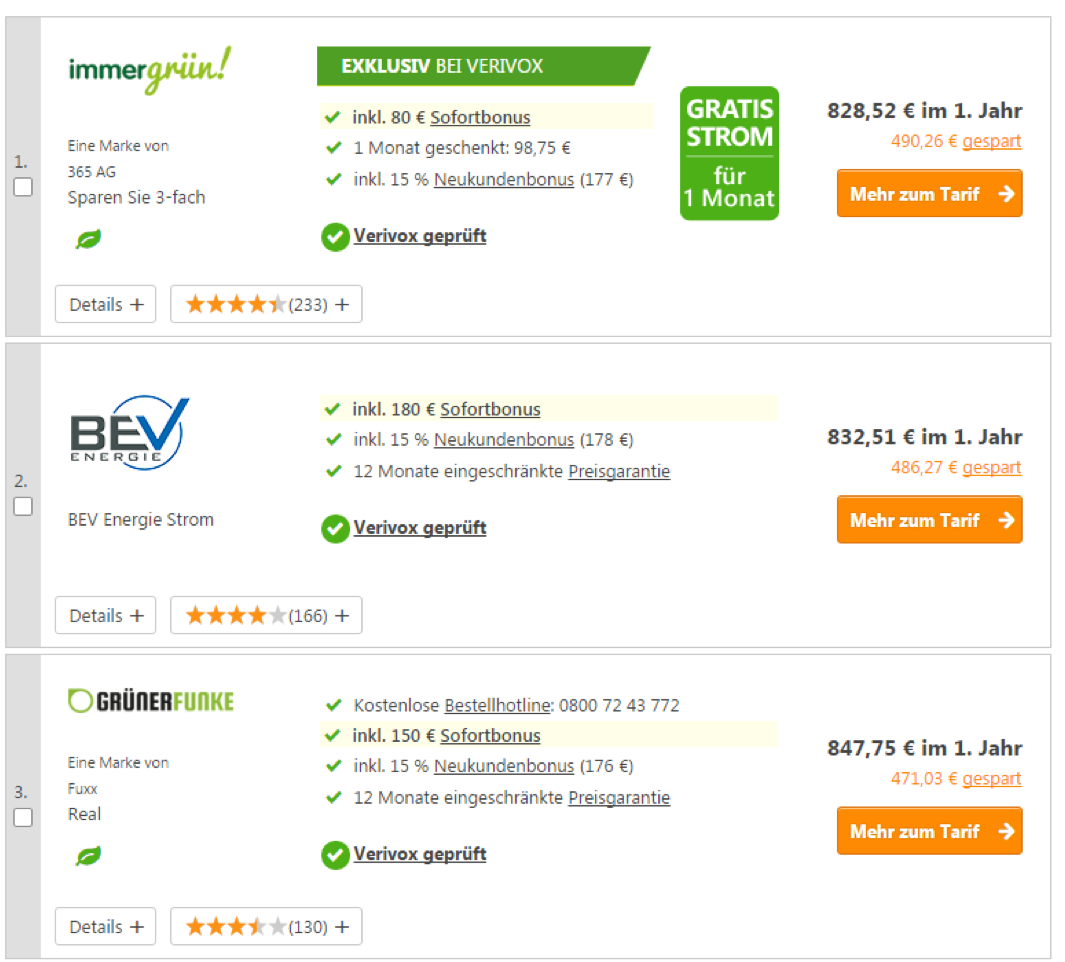 1.
immergrün!
Eine Marke von
365 AG
Sparen Sie 3-fach
EXKLUSIV BEI VERIVOX
inkl. 80 € Sofortbonus
1 Monat geschenkt: 98,75 €
inkl. 15 % Neukundenbonus (177 €)
Verivox geprüft
GRATIS
STROM
für
1 Monat
828,52 € im 1. Jahr
490,26 € gespart
Mehr zum Tarif
Details +
(233) +
2.
BEV
ENERGIE
BEV Energie Strom
inkl. 180 € Sofortbonus
inkl. 15 % Neukundenbonus (178 €)
12 Monate eingeschränkte Preisgarantie
Verivox geprüft
832,51 € im 1. Jahr
486,27 € gespart
Mehr zum Tarif
Details +
(166) +
3.
GRÜNERFUNKE
Eine Marke von
Fuxx
Real
Kostenlose Bestellhotline: 0800 72 43 772
inkl. 150 € Sofortbonus
inkl. 15 % Neukundenbonus (176 €)
12 Monate eingeschränkte Preisgarantie
Verivox geprüft
847,75 € im 1. Jahr
471,03 € gespart
Mehr zum Tarif
Details +
(130) +